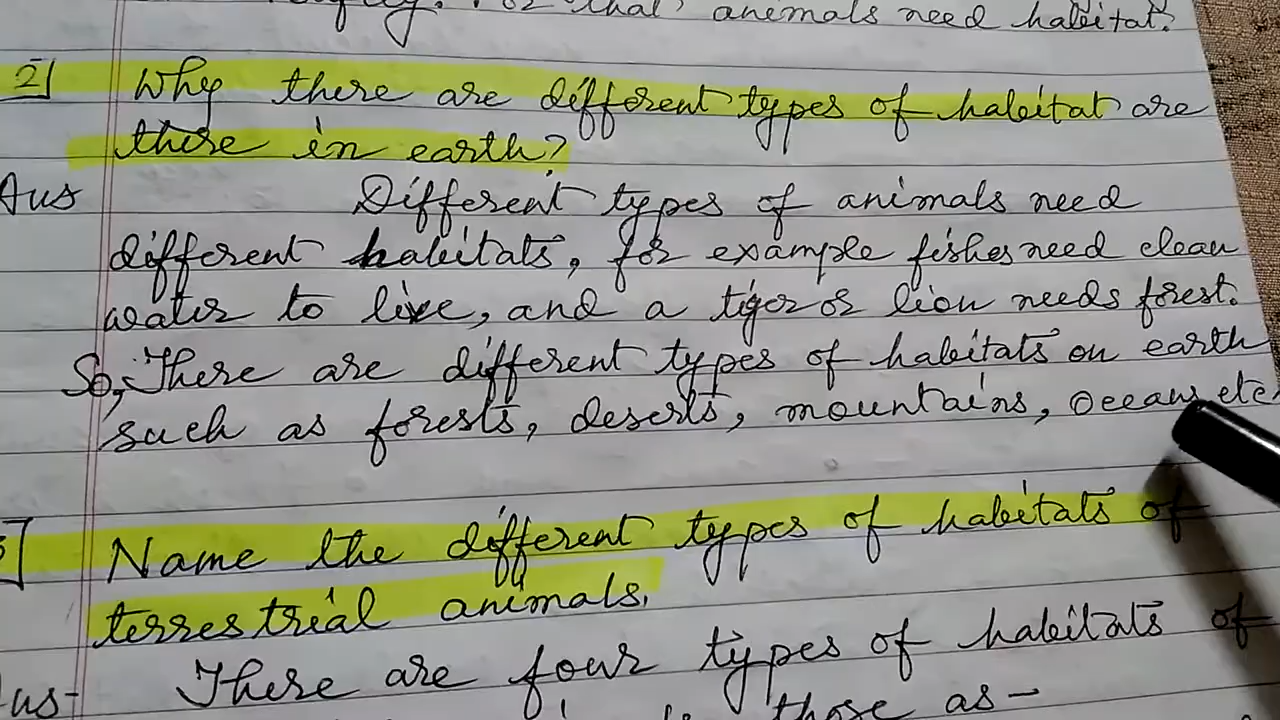 For that animals need habitat.
2] Why there are different types of habitat are
there in earth?
Ans Different types of animals need
different habitats, for example fishes need clean
water to live, and a tiger or lion needs forest.
So, There are different types of habitats on earth
such as forests, deserts, mountains, oceans etc.
Name the different types of habitats of
terrestrial animals.
Ans- There are four types of habitats of
those as-